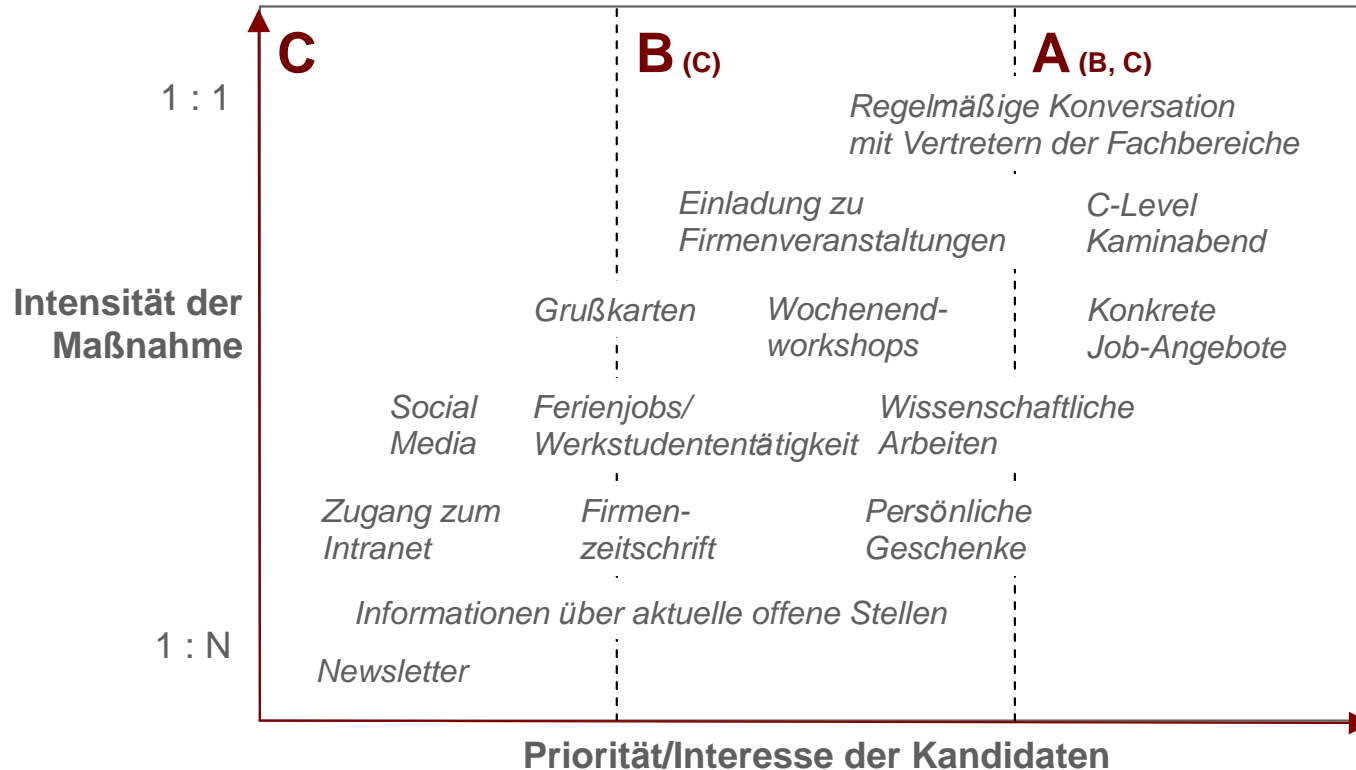 C
B (C)
A (B, C)
1 : 1
Regelmäßige Konversation
mit Vertretern der Fachbereiche
Einladung zu
Firmenveranstaltungen
C-Level
Kaminabend
Intensität der
Maßnahme
Grußkarten
Wochenend-
workshops
Konkrete
Job-Angebote
Social
Media
Ferienjobs/
Werkstudententätigkeit
Wissenschaftliche
Arbeiten
Zugang zum
Intranet
Firmen-
zeitschrift
Persönliche
Geschenke
Informationen über aktuelle offene Stellen
1 : N
Newsletter
Priorität/Interesse der Kandidaten